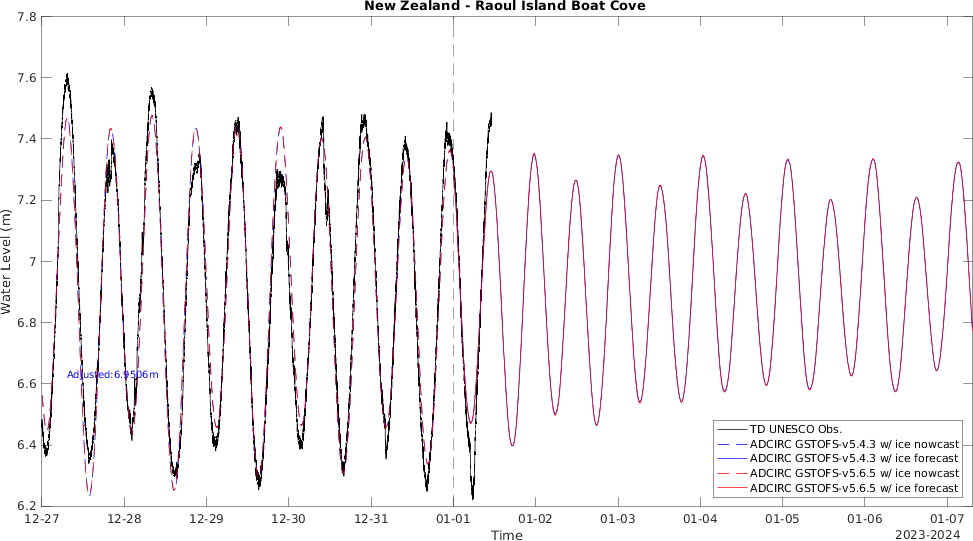 New Zealand - Raoul Island Boat Cove
7.8
7.6
7.4
7.2
7
6.8
6.6
6.4
6.2
Water Level (m)
Adjusted:6.9506m
TD UNESCO Obs.
ADCIRC GSTOFS-v5.4.3 w/ ice nowcast
ADCIRC GSTOFS-v5.4.3 w/ ice forecast
ADCIRC GSTOFS-v5.6.5 w/ ice nowcast
ADCIRC GSTOFS-v5.6.5 w/ ice forecast
12-27 12-28 12-29 12-30 12-31 01-01 01-02 01-03 01-04 01-05 01-06 01-07
Time
2023-2024